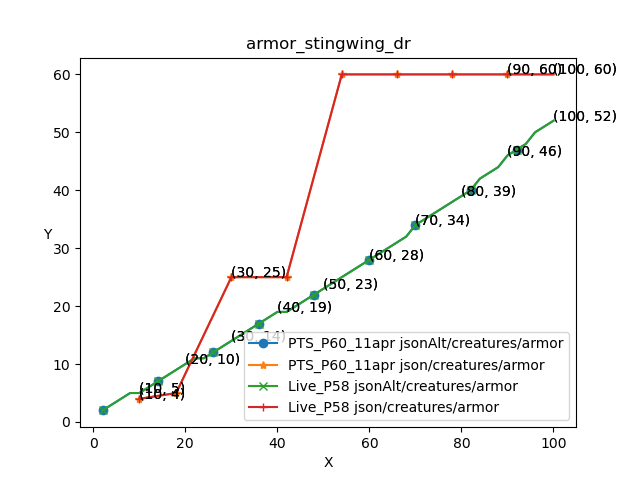 armor_stingwing_dr
60
50
40
30
20
10
0
Y
(90, 60)
(100, 60)
(100, 52)
(90, 46)
(80, 39)
(70, 34)
(60, 28)
(30, 25)
(50, 23)
(40, 19)
(30, 14)
(20, 10)
(10, 5)
(10, 4)
PTS_P60_11apr jsonAlt/creatures/armor
PTS_P60_11apr json/creatures/armor
Live_P58 jsonAlt/creatures/armor
Live_P58 json/creatures/armor
0 20 40 60 80 100
X